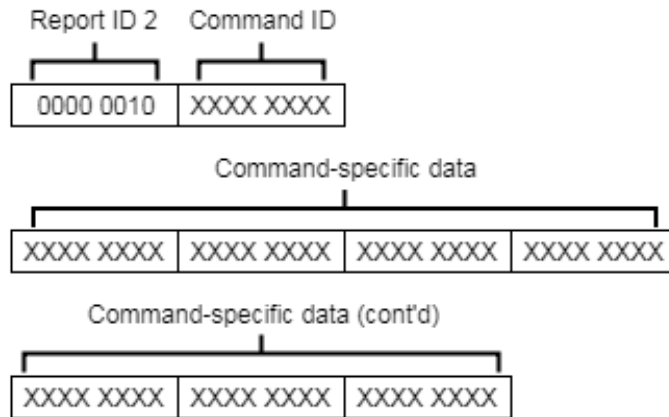 Report ID 2 Command ID
0000 0010 XXXX XXXX
Command-specific data
XXXX XXXX XXXX XXXX XXXX XXXX XXXX XXXX
Command-specific data (cont'd)
XXXX XXXX XXXX XXXX XXXX XXXX